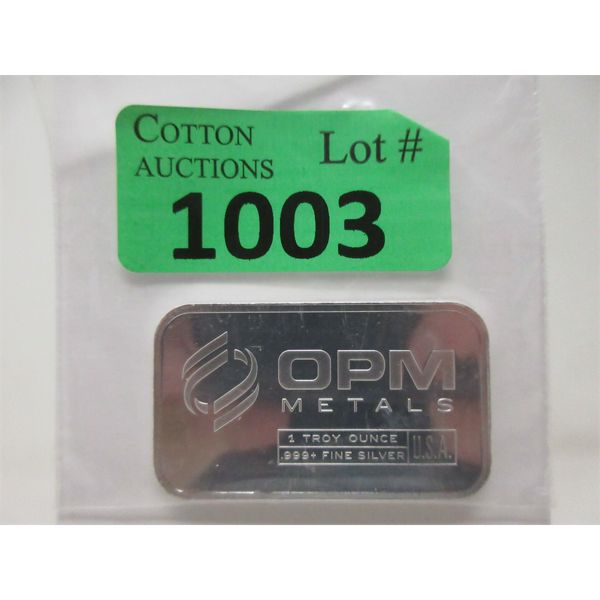 COTTON
AUCTIONS
Lot #
1003
OPM
METALS
1 TROY OUNCE
.999+ FINE SILVER
U.S.A.